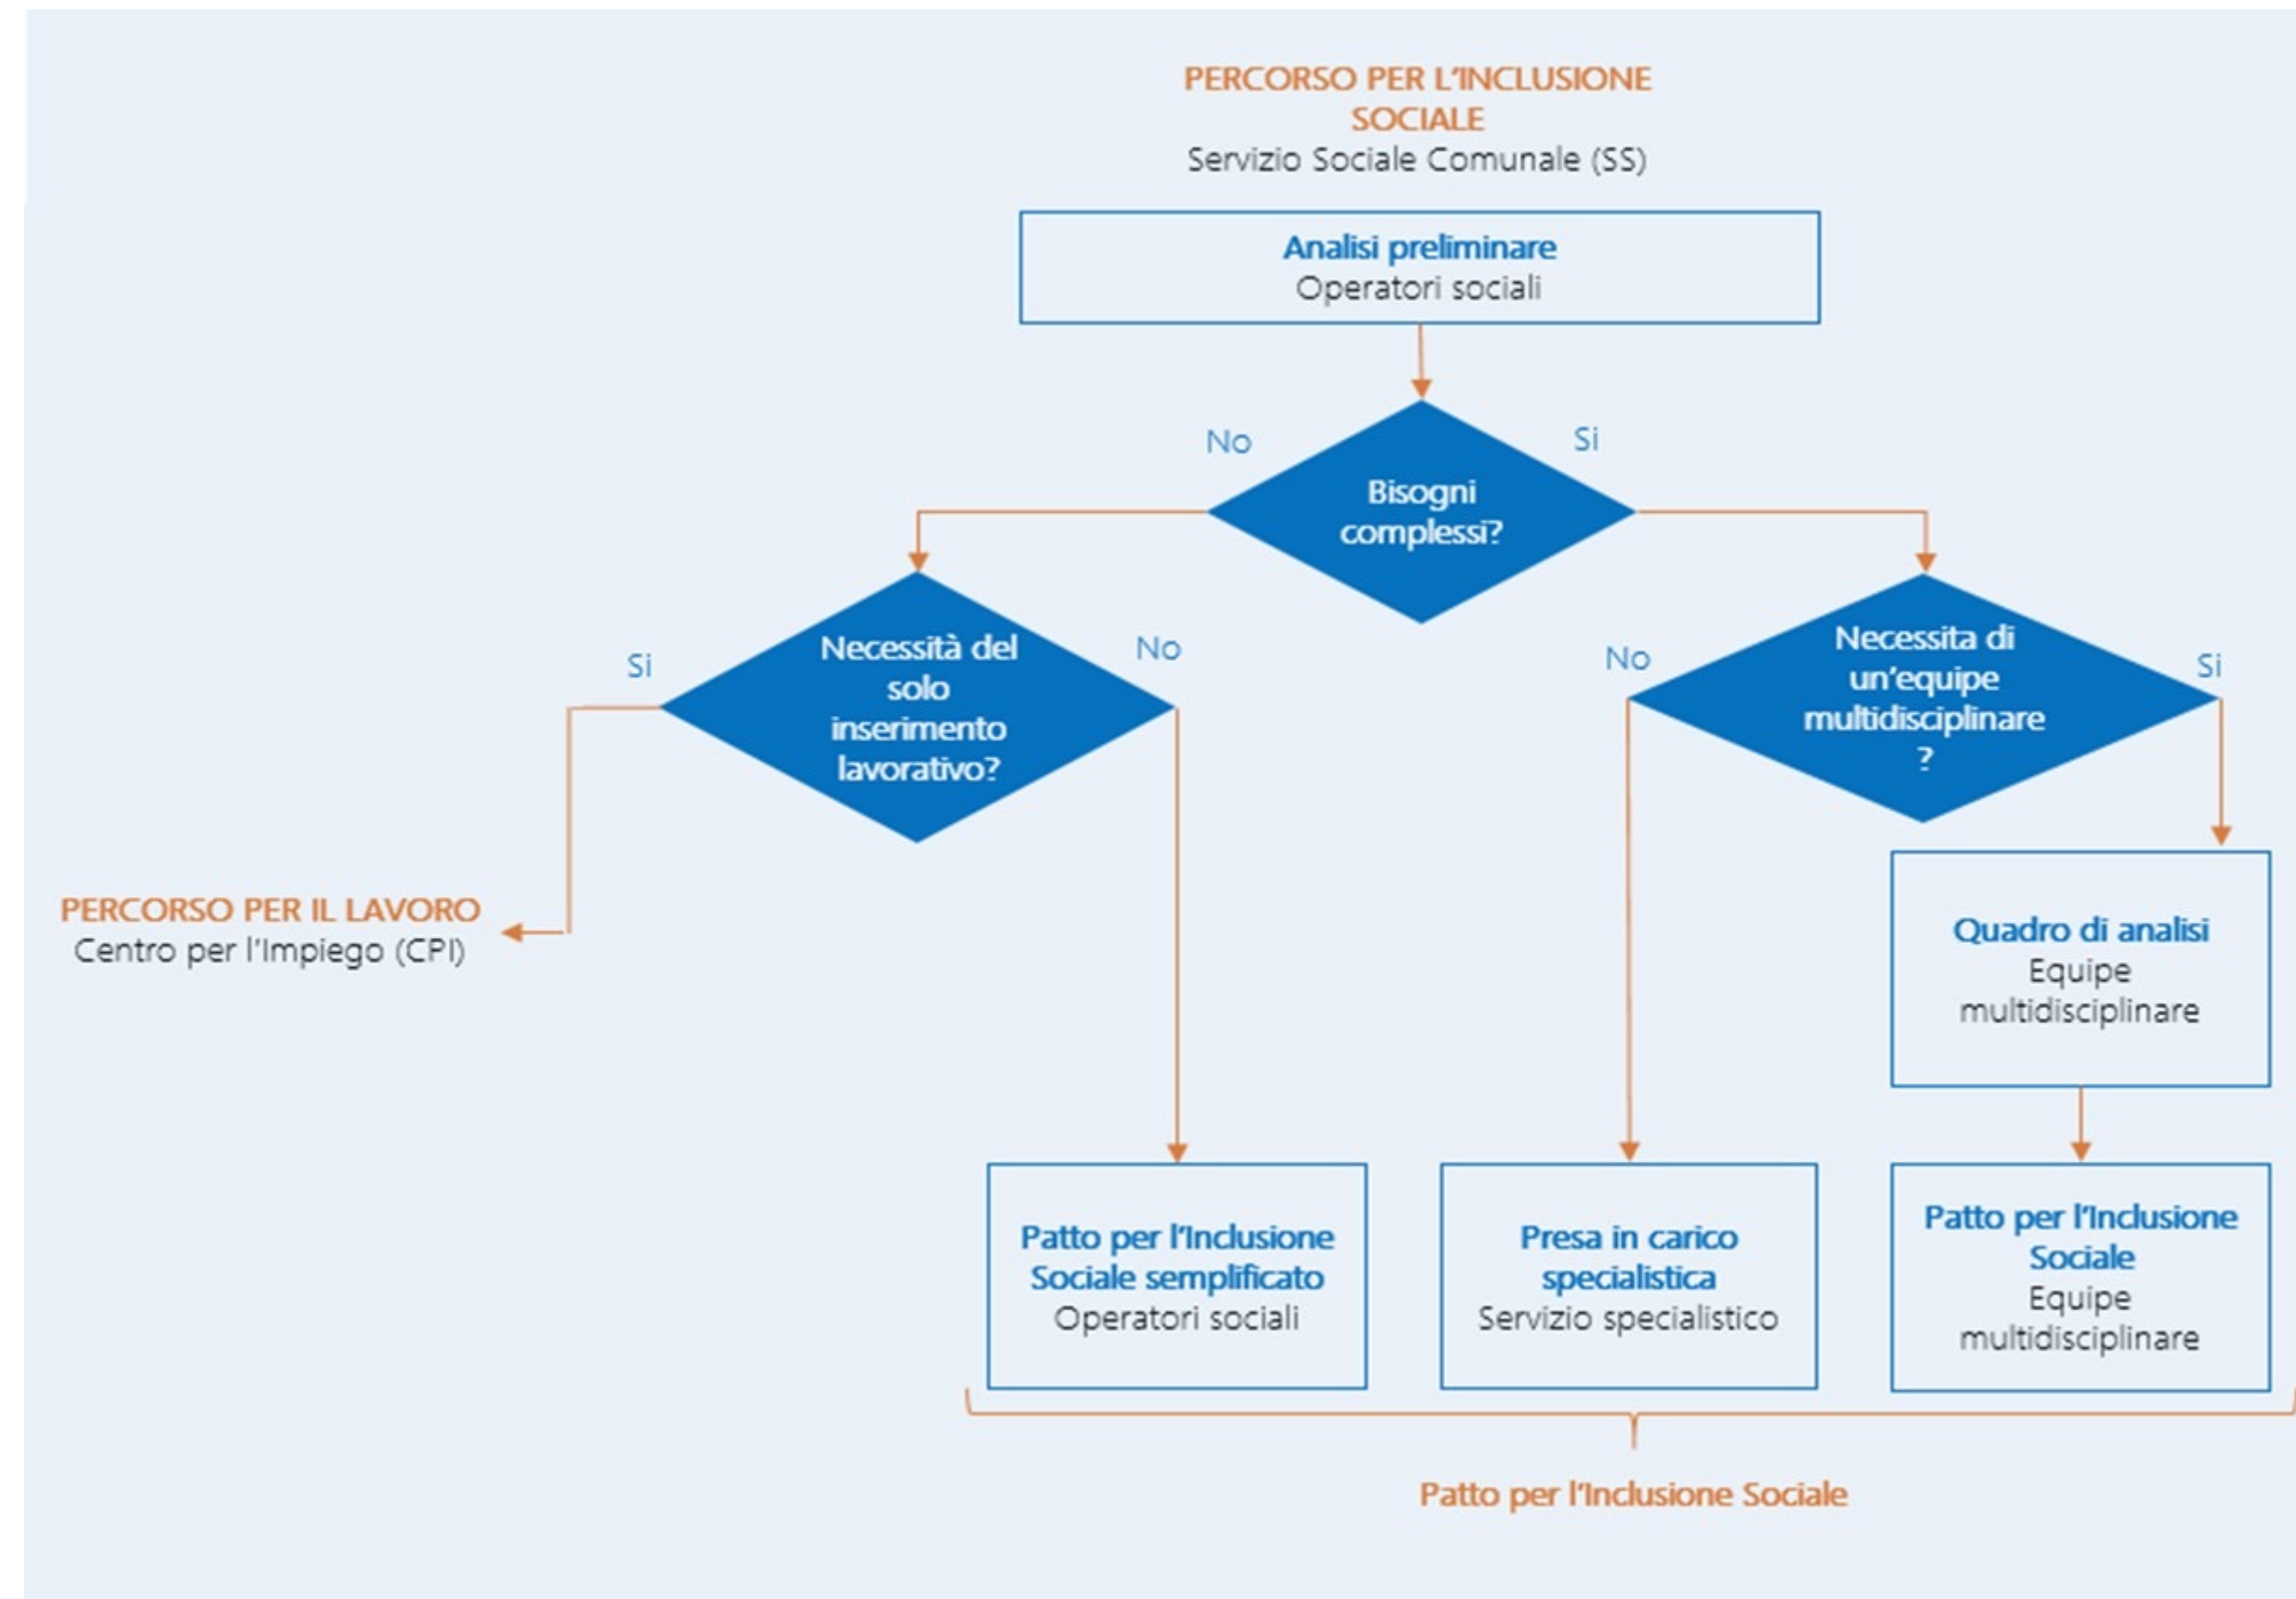 PERCORSO PER L'INCLUSIONE
SOCIALE
Servizio Sociale Comunale (SS)
Analisi preliminare
Operatori sociali
No
Si
Bisogni
complessi?
Si
Necessità del
solo
inserimento
lavorativo?
No
No
Necessita di
un'equipe
multidisciplinare
?
Si
PERCORSO PER IL LAVORO
Centro per l'Impiego (CPI)
Quadro di analisi
Equipe
multidisciplinare
Patto per l'Inclusione
Sociale semplificato
Operatori sociali
Presa in carico
specialistica
Servizio specialistico
Patto per l'Inclusione
Sociale
Equipe
multidisciplinare
Patto per l'Inclusione Sociale